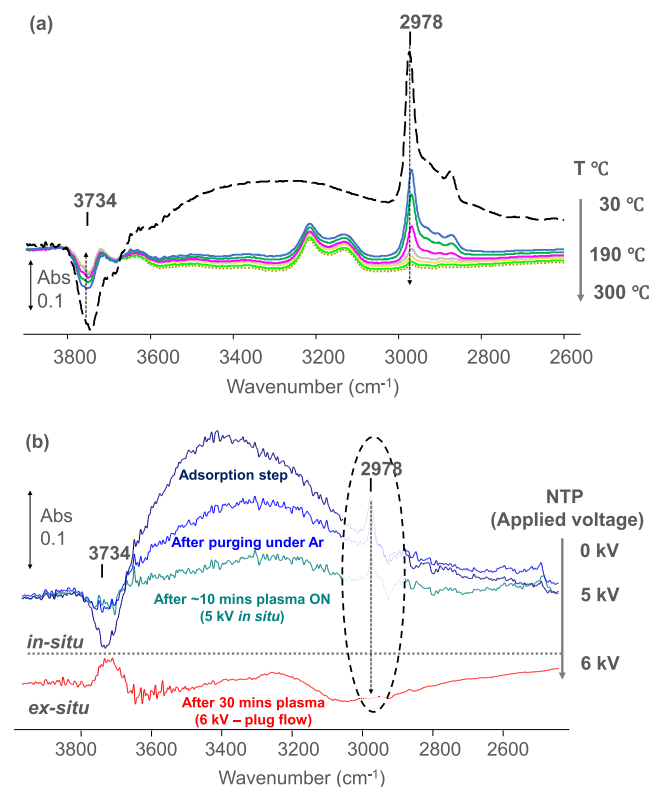 (a)
2978
3734
T ℃
30 ℃
190 ℃
300 ℃
Abs
0.1
3800 3600 3400 3200 3000 2800 2600
Wavenumber (cm⁻¹)
(b)
2978
Adsorption step
NTP
(Applied voltage)
Abs
0.1
3734
After purging under Ar
0 kV
After ~10 mins plasma ON
(5 kV in situ)
5 kV
in-situ
6 kV
ex-situ
After 30 mins plasma
(6 kV – plug flow)
3800 3600 3400 3200 3000 2800 2600
Wavenumber (cm⁻¹)